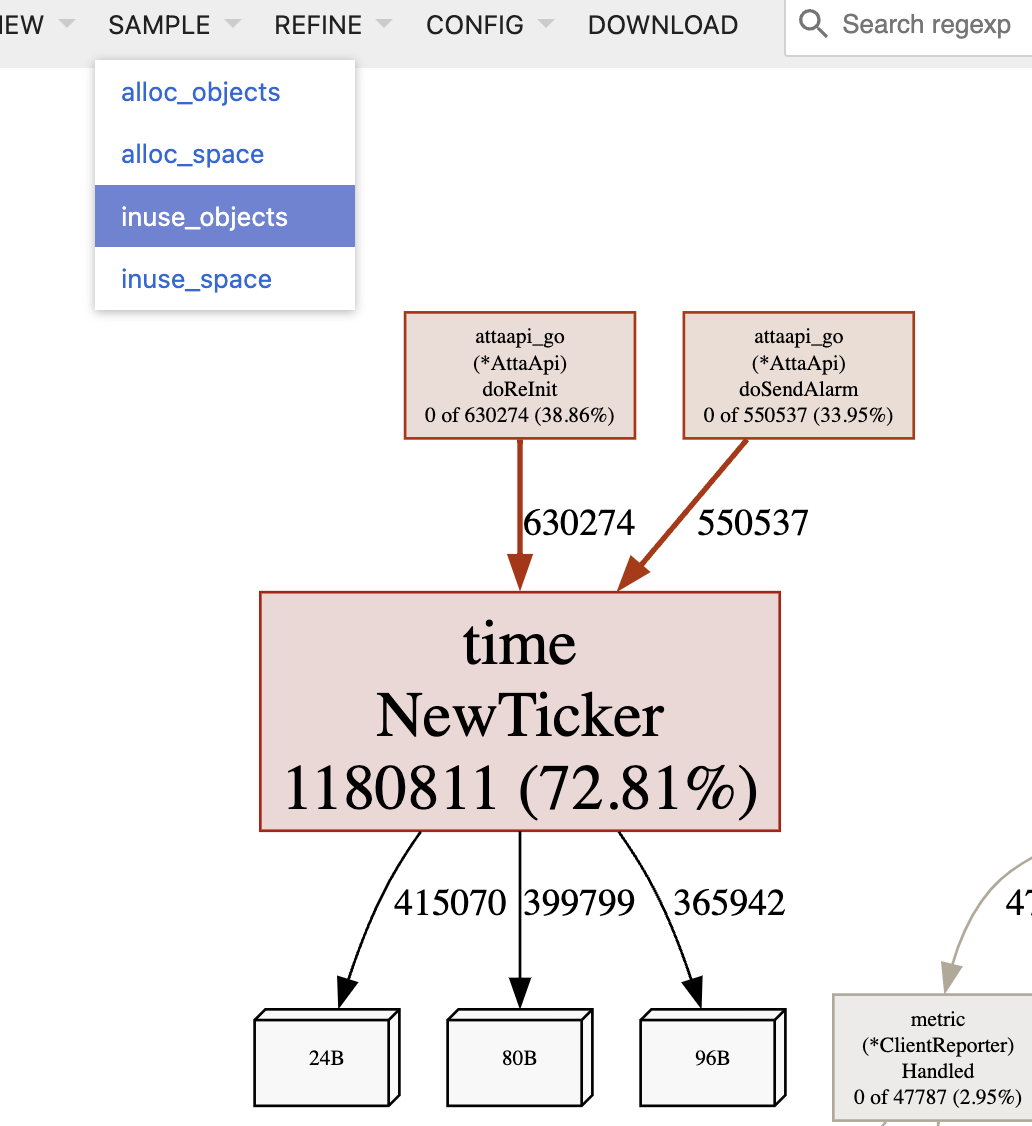 SAMPLE
REFINE
CONFIG
DOWNLOAD
Search regexp
alloc_objects
alloc_space
inuse_objects
inuse_space
attaapi_go
(*AttaApi)
doReInit
0 of 630274 (38.86%)
attaapi_go
(*AttaApi)
doSendAlarm
0 of 550537 (33.95%)
630274
550537
time
NewTicker
1180811 (72.81%)
415070
399799
365942
24B
80B
96B
metric
(*ClientReporter)
Handled
0 of 47787 (2.95%)